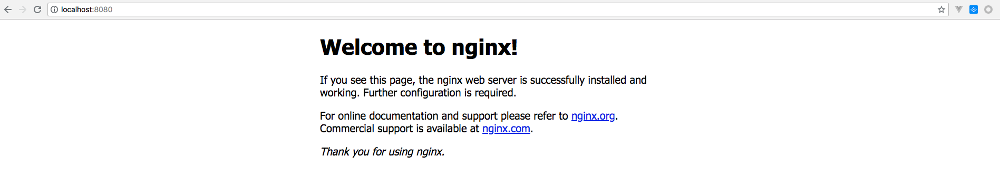 localhost:8080
Welcome to nginx!
If you see this page, the nginx web server is successfully installed and
working. Further configuration is required.
For online documentation and support please refer to nginx.org.
Commercial support is available at nginx.com.
Thank you for using nginx.